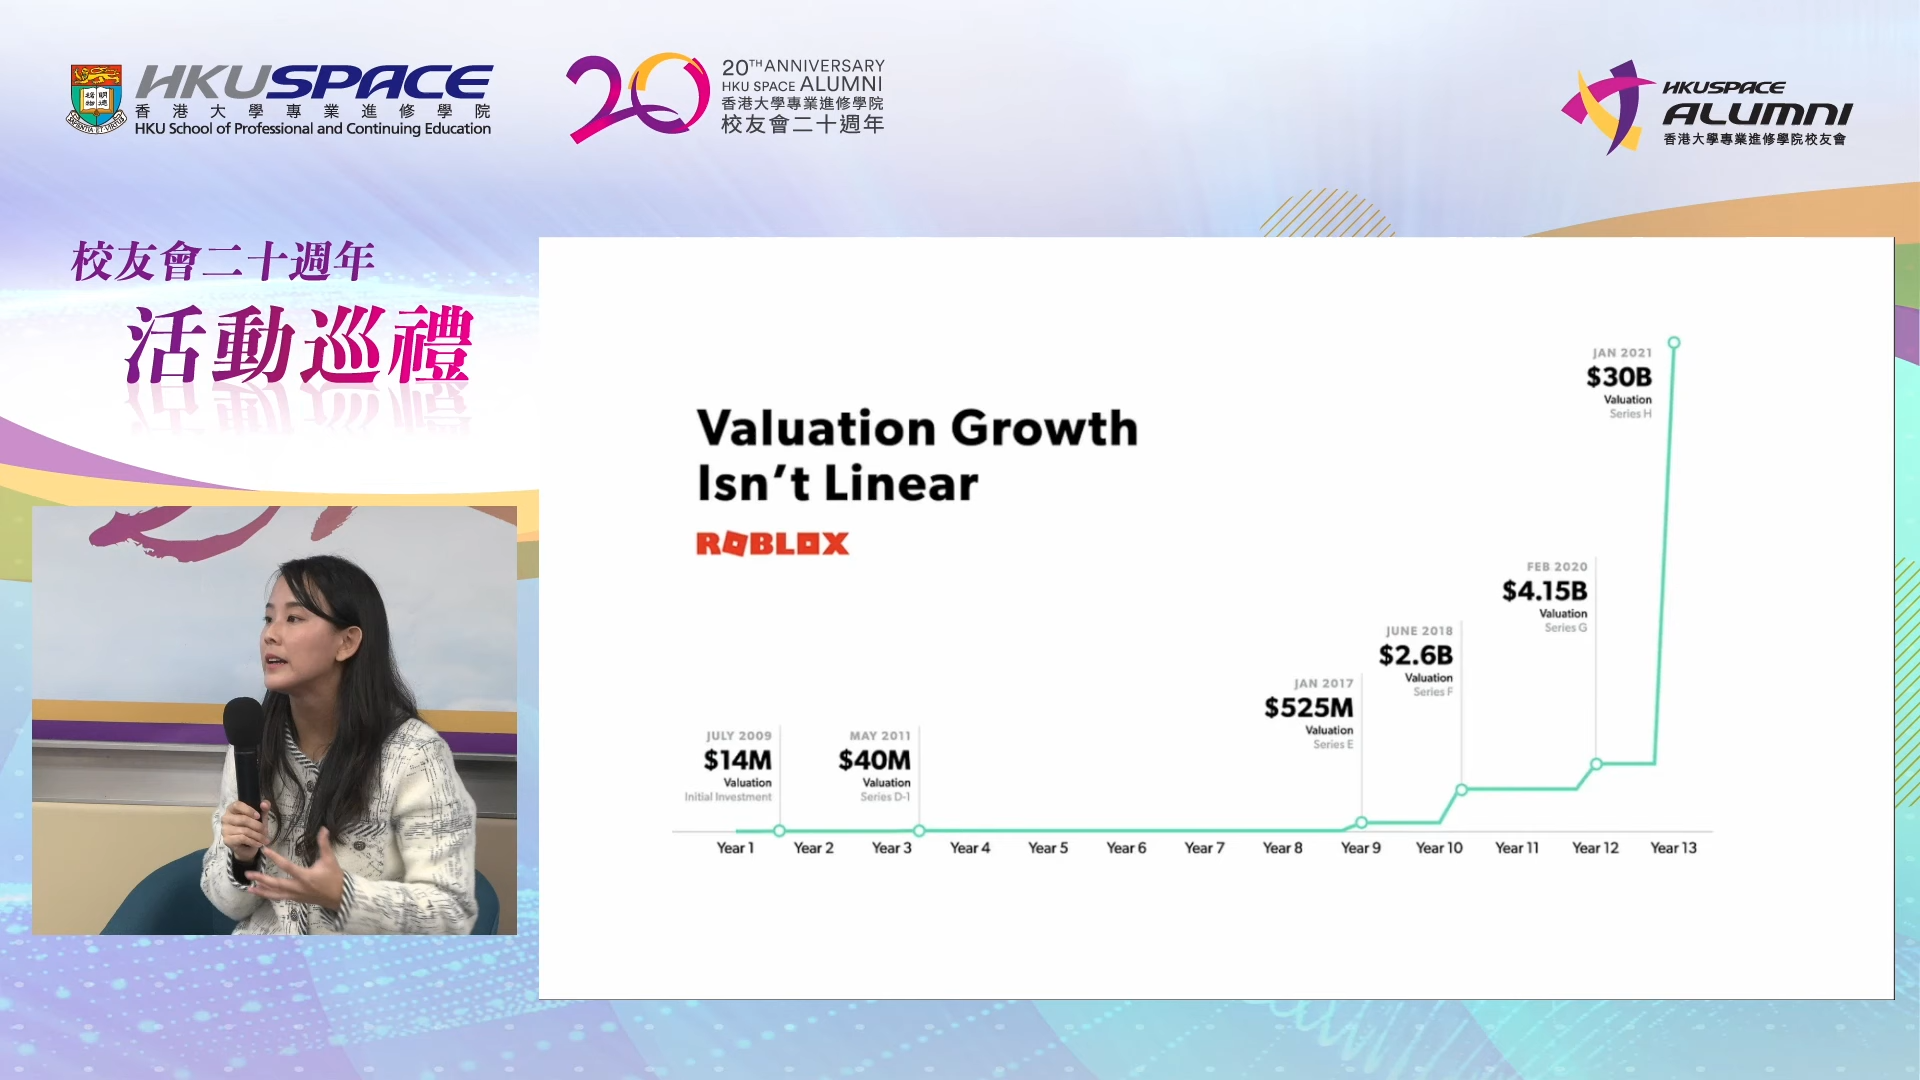 HKUSPACE
香港大學專業進修學院
HKU School of Professional and Continuing Education
20
20TH ANNIVERSARY
HKU SPACE ALUMNI
香港大學專業進修學院
校友會二十週年
HKUSPACE
ALUMNI
香港大學專業進修學院校友會
校友會二十週年
活動巡禮
Valuation Growth
Isn't Linear
ROBLOX
JULY 2009
$14M
Valuation
Initial Investment
MAY 2011
$40M
Valuation
Series D-1
JAN 2017
$525M
Valuation
Series E
JUNE 2018
$2.6B
Valuation
Series F
FEB 2020
$4.15B
Valuation
Series G
JAN 2021
$30B
Valuation
Series H
Year 1 Year 2 Year 3 Year 4 Year 5 Year 6 Year 7 Year 8 Year 9 Year 10 Year 11 Year 12 Year 13